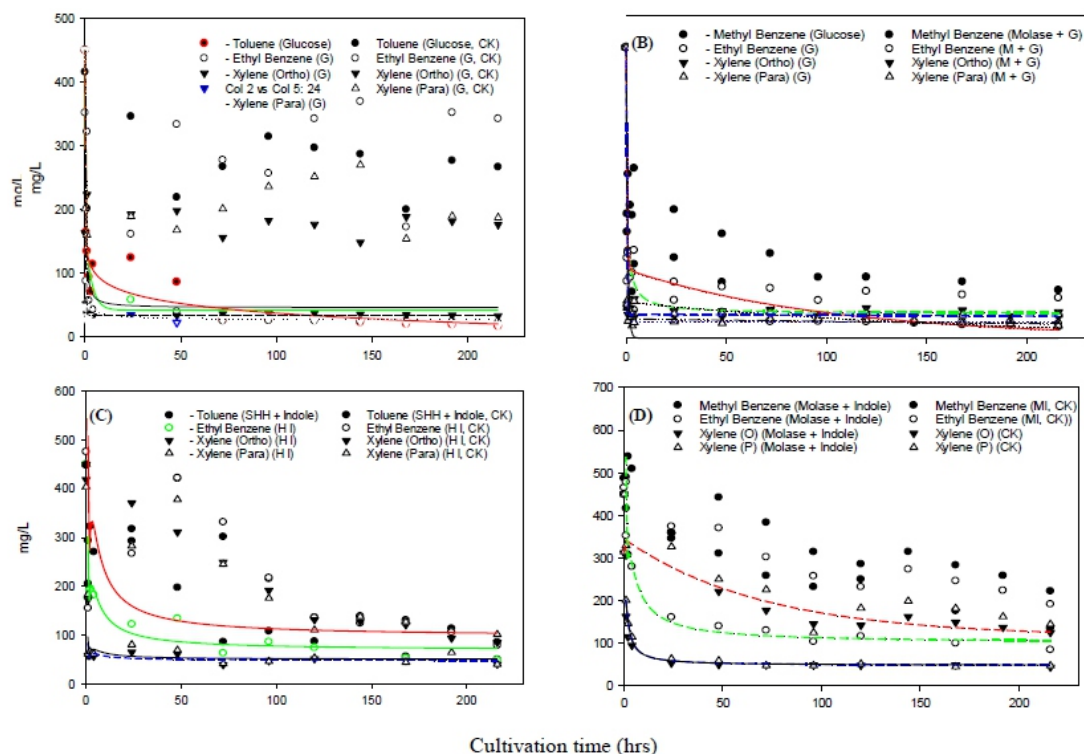 500
400
300
200
100
0
mg/L
mg/L
- Toluene (Glucose)
- Ethyl Benzene (G)
- Xylene (Ortho) (G)
Col 2 vs Col 5: 24
- Xylene (Para) (G)
Toluene (Glucose, CK)
Ethyl Benzene (G, CK)
Xylene (Ortho) (G, CK)
Xylene (Para) (G, CK)
0 50 100 150 200
(B)
- Methyl Benzene (Glucose)
- Ethyl Benzene (G)
- Xylene (Ortho) (G)
- Xylene (Para) (G)
Methyl Benzene (Molase + G)
Ethyl Benzene (M + G)
Xylene (Ortho) (M + G)
Xylene (Para) (M + G)
0 50 100 150 200
600
500
400
300
200
100
0
mg/L
(C)
- Toluene (SHH + Indole)
- Ethyl Benzene (H I)
- Xylene (Ortho) (H I)
- Xylene (Para) (H I)
Toluene (SHH + Indole, CK)
Ethyl Benzene (H I, CK)
Xylene (Ortho) (H I, CK)
Xylene (Para) (H I, CK)
0 50 100 150 200
700
600
500
400
300
200
100
0
(D)
Methyl Benzene (Molase + Indole)
Ethyl Benzene (Molase + Indole)
Xylene (O) (Molase + Indole)
Xylene (P) (Molase + Indole)
Methyl Benzene (MI, CK)
Ethyl Benzene (MI, CK))
Xylene (O) (CK)
Xylene (P) (CK)
0 50 100 150 200
Cultivation time (hrs)